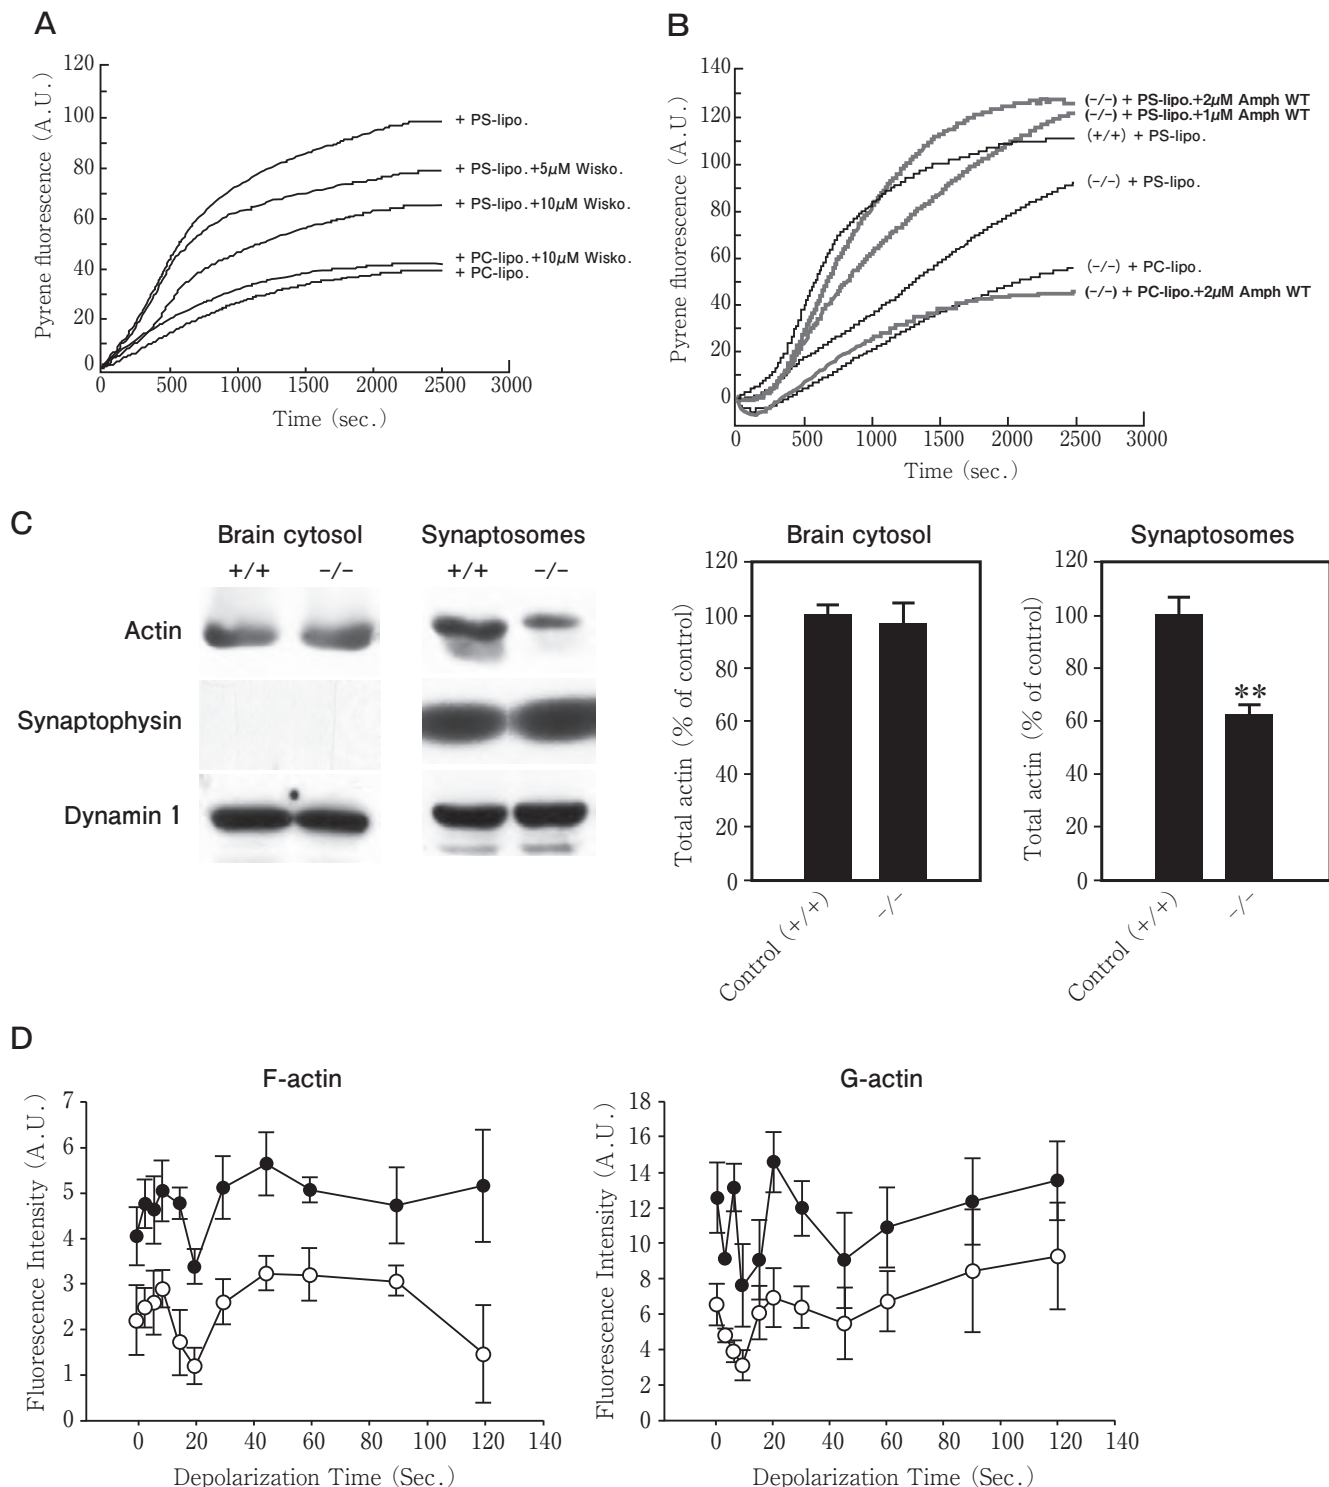 A
Pyrene fluorescence (A.U.)
120
100
80
60
40
20
0
+ PS-lipo.
+ PS-lipo.+5μM Wisko.
+ PS-lipo.+10μM Wisko.
+ PC-lipo.+10μM Wisko.
+ PC-lipo.
0 500 1000 1500 2000 2500 3000
Time (sec.)
B
Pyrene fluorescence (A.U.)
140
120
100
80
60
40
20
0
(-/-) + PS-lipo.+2μM Amph WT
(-/-) + PS-lipo.+1μM Amph WT
(+/+) + PS-lipo.
(-/-) + PS-lipo.
(-/-) + PC-lipo.
(-/-) + PC-lipo.+2μM Amph WT
0 500 1000 1500 2000 2500 3000
Time (sec.)
C
Brain cytosol Synaptosomes
+/+ -/- +/+ -/-
Actin
Synaptophysin
Dynamin 1
Brain cytosol
Total actin (% of control)
120
100
80
60
40
20
0
Control (+/+) -/-
Synaptosomes
Total actin (% of control)
120
100
80
60
40
20
0
**
Control (+/+) -/-
D
F-actin
Fluorescence Intensity (A.U.)
7
6
5
4
3
2
1
0
0 20 40 60 80 100 120 140
Depolarization Time (Sec.)
G-actin
Fluorescence Intensity (A.U.)
18
16
14
12
10
8
6
4
2
0
0 20 40 60 80 100 120 140
Depolarization Time (Sec.)